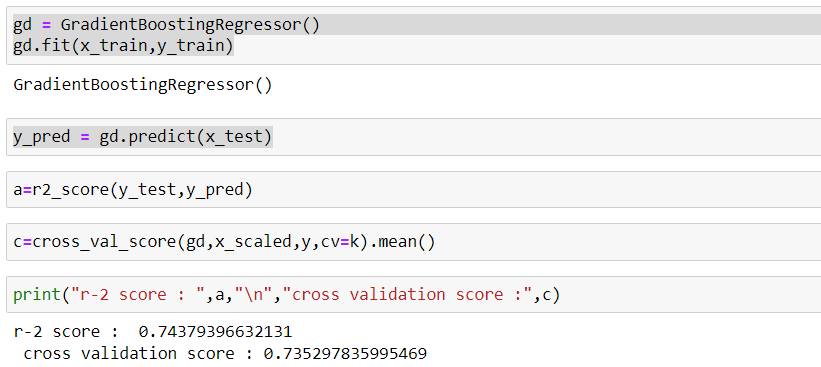 gd = GradientBoostingRegressor()
gd.fit(x_train,y_train)
GradientBoostingRegressor()
y_pred = gd.predict(x_test)
a=r2_score(y_test,y_pred)
c=cross_val_score(gd,x_scaled,y,cv=k).mean()
print("r-2 score : ",a,"\n","cross validation score :",c)
r-2 score :  0.74379396632131
 cross validation score : 0.735297835995469